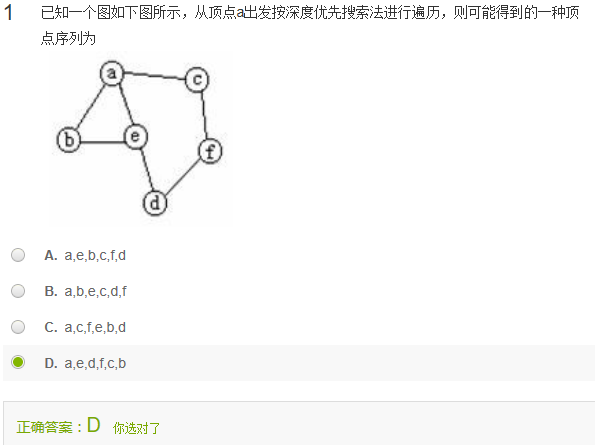 1 已知一个图如下图所示，从顶点a出发按深度优先搜索法进行遍历，则可能得到的一种顶
点序列为
a
c
b
e
f
d
A. a,e,b,c,f,d
B. a,b,e,c,d,f
C. a,c,f,e,b,d
D. a,e,d,f,c,b
正确答案：D 你选对了